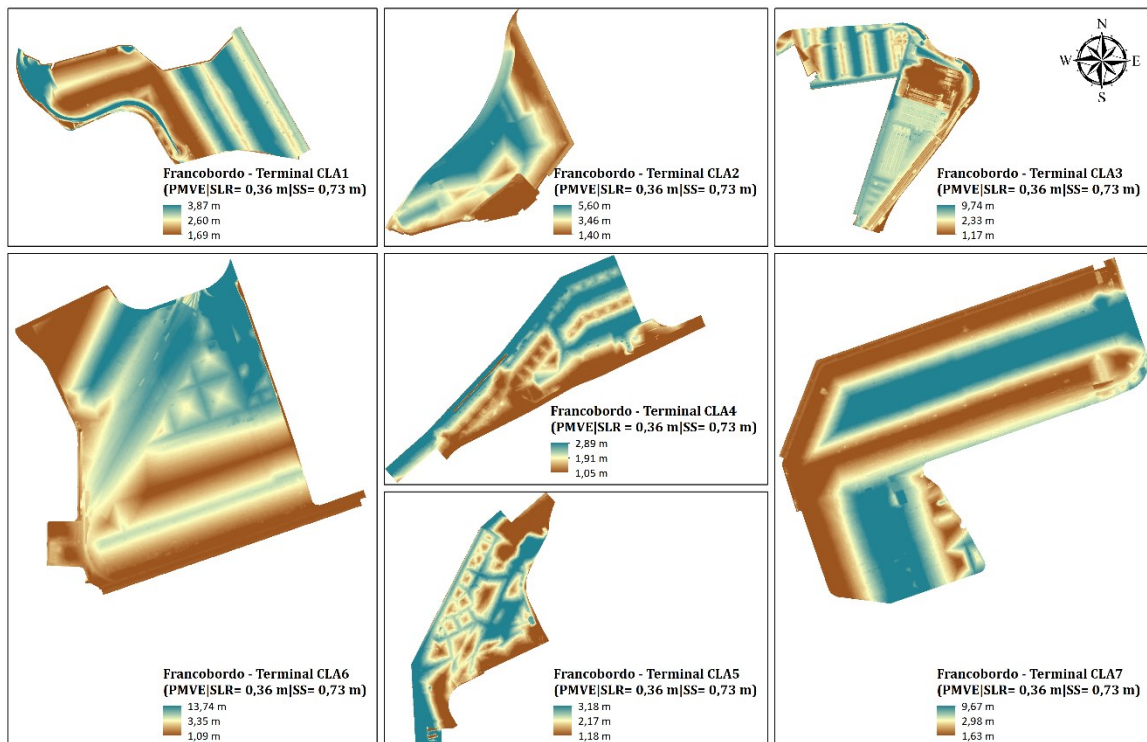 Francobordo - Terminal CLA1
(PMVE|SLR= 0,36 m|SS= 0,73 m)
3,87 m
2,60 m
1,69 m
Francobordo - Terminal CLA2
(PMVE|SLR= 0,36 m|SS= 0,73 m)
5,60 m
3,46 m
1,40 m
N
W
E
S
Francobordo - Terminal CLA3
(PMVE|SLR= 0,36 m|SS= 0,73 m)
9,74 m
2,33 m
1,17 m
Francobordo - Terminal CLA6
(PMVE|SLR= 0,36 m|SS= 0,73 m)
13,74 m
3,35 m
1,09 m
Francobordo - Terminal CLA4
(PMVE|SLR = 0,36 m|SS= 0,73 m)
2,89 m
1,91 m
1,05 m
Francobordo - Terminal CLA5
(PMVE|SLR= 0,36 m|SS= 0,73 m)
3,18 m
2,17 m
1,18 m
Francobordo - Terminal CLA7
(PMVE|SLR= 0,36 m|SS= 0,73 m)
9,67 m
2,98 m
1,63 m